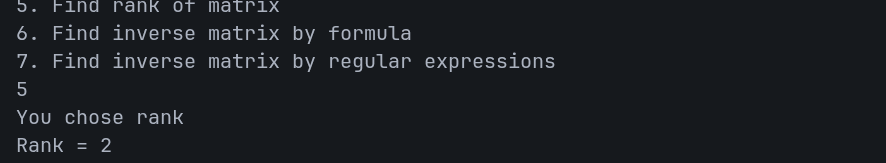 5. Find rank of matrix
6. Find inverse matrix by formula
7. Find inverse matrix by regular expressions
5
You chose rank
Rank = 2